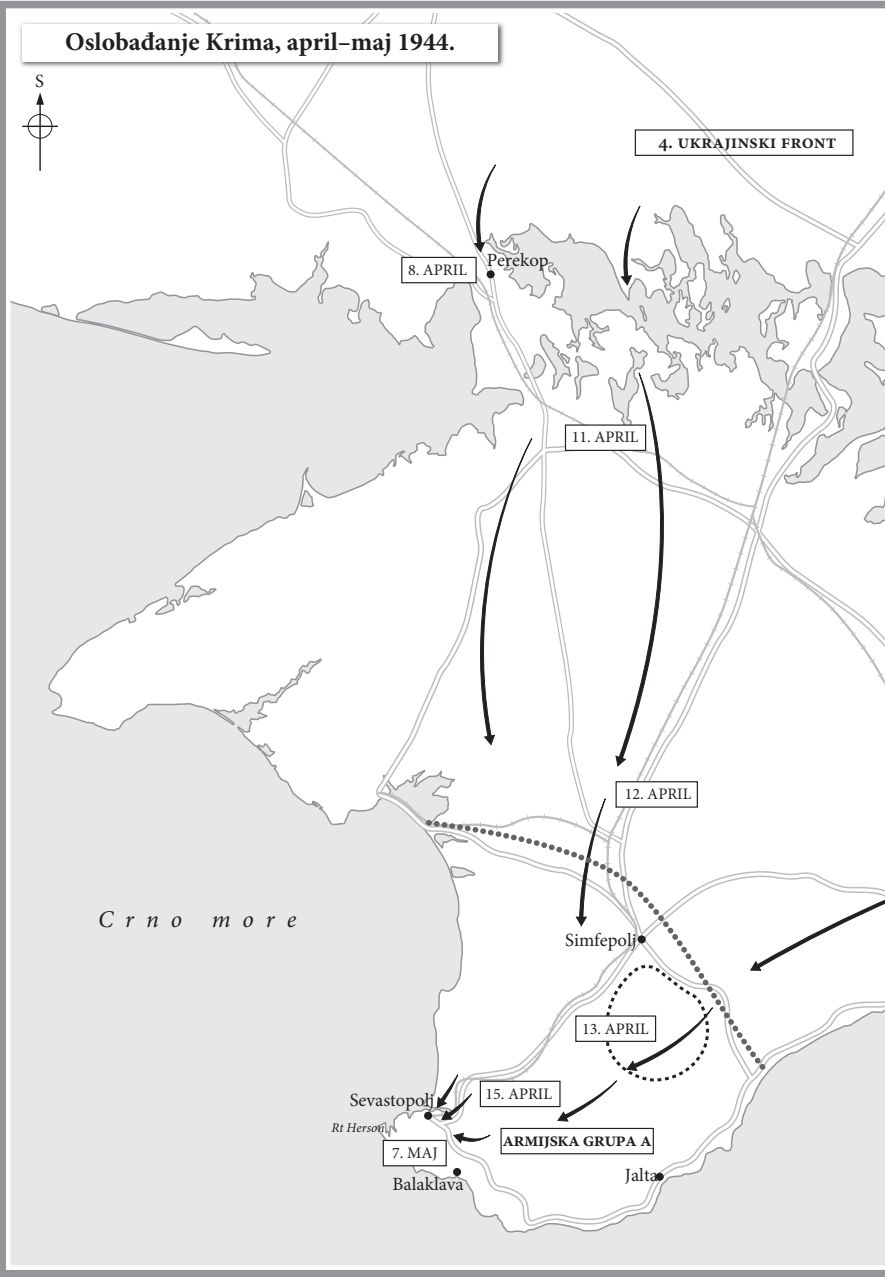 Oslobađanje Krima, april–maj 1944.
S
4. UKRAJINSKI FRONT
Perekop
8. APRIL
11. APRIL
12. APRIL
Crno more
Simfepolj
13. APRIL
15. APRIL
Sevastopolj
Rt Herson
ARMIJSKA GRUPA A
7. MAJ
Jalta
Balaklava